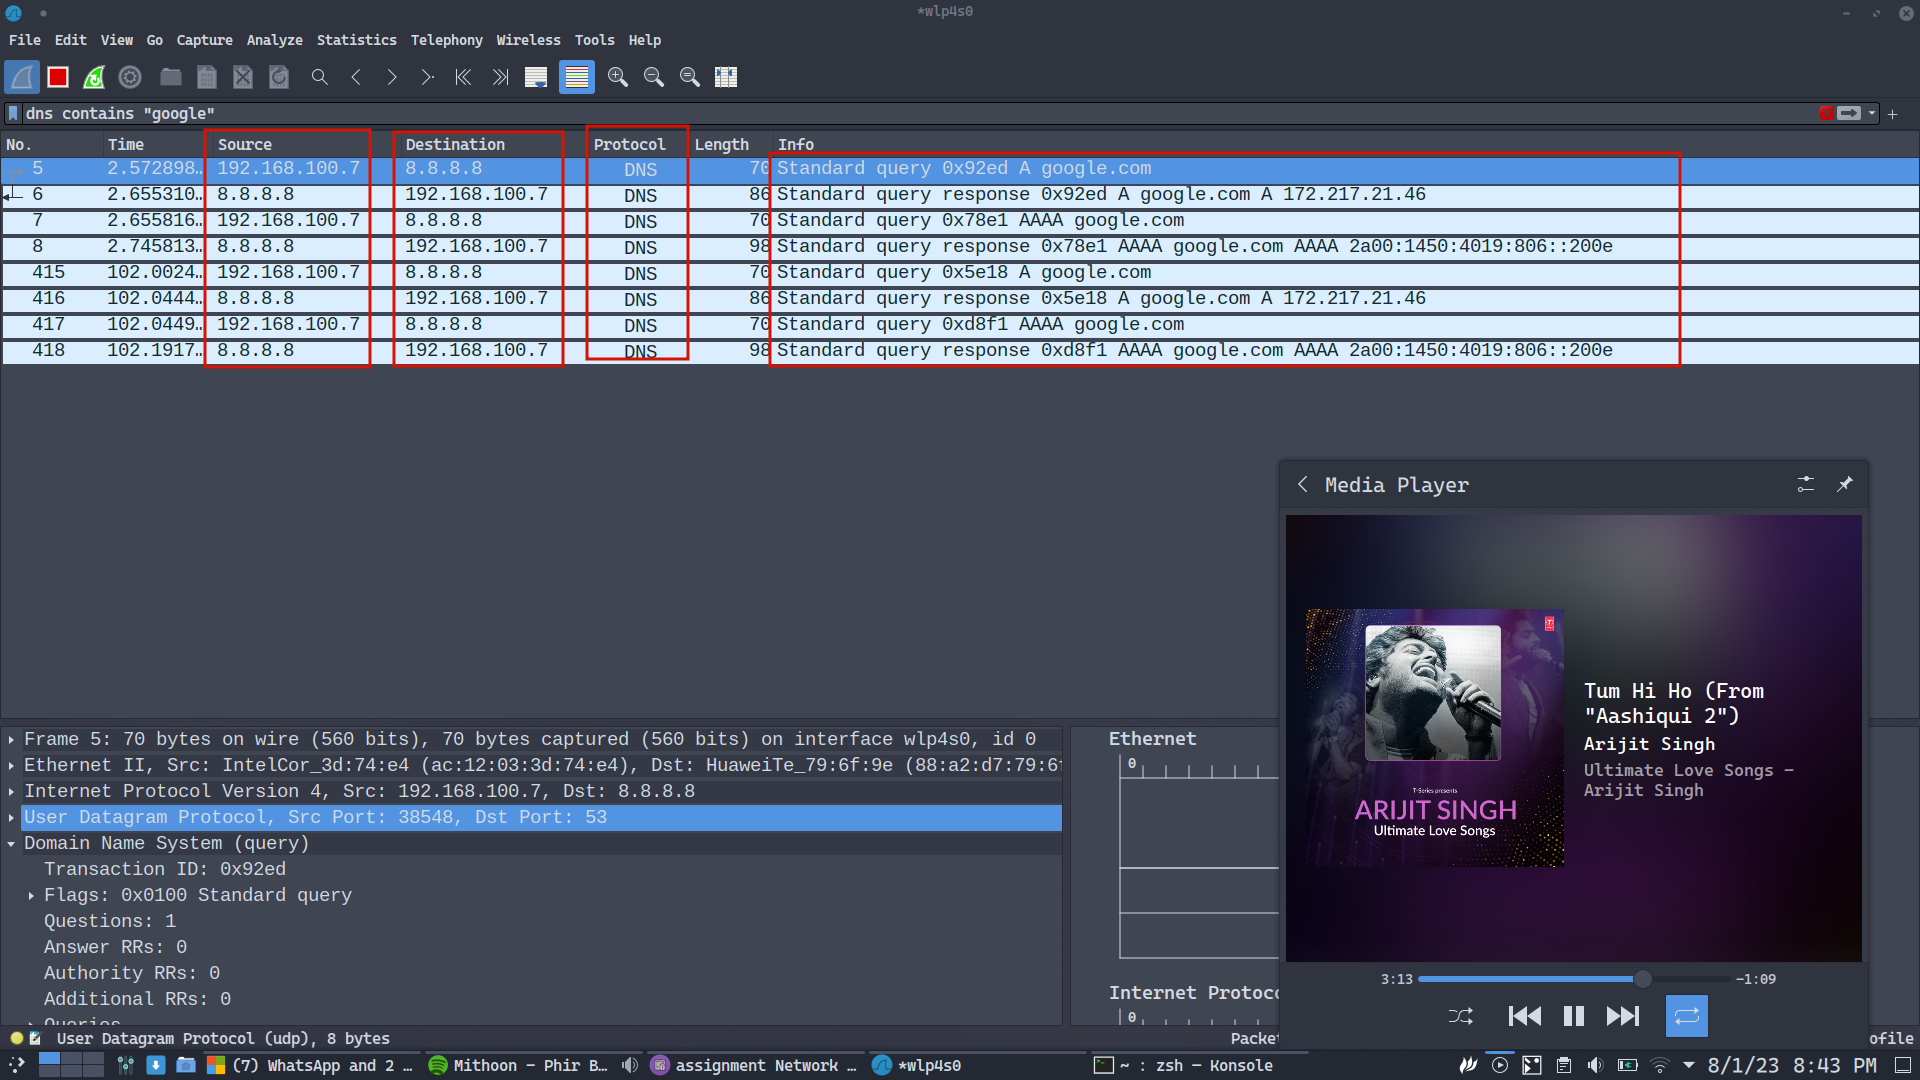 *wlp4s0
File Edit View Go Capture Analyze Statistics Telephony Wireless Tools Help
dns contains "google"
No. Time Source Destination Protocol Length Info
5 2.572898… 192.168.100.7 8.8.8.8 DNS 70 Standard query 0x92ed A google.com
6 2.655310… 8.8.8.8 192.168.100.7 DNS 86 Standard query response 0x92ed A google.com A 172.217.21.46
7 2.655816… 192.168.100.7 8.8.8.8 DNS 70 Standard query 0x78e1 AAAA google.com
8 2.745813… 8.8.8.8 192.168.100.7 DNS 98 Standard query response 0x78e1 AAAA google.com AAAA 2a00:1450:4019:806::200e
415 102.0024… 192.168.100.7 8.8.8.8 DNS 70 Standard query 0x5e18 A google.com
416 102.0444… 8.8.8.8 192.168.100.7 DNS 86 Standard query response 0x5e18 A google.com A 172.217.21.46
417 102.0449… 192.168.100.7 8.8.8.8 DNS 70 Standard query 0xd8f1 AAAA google.com
418 102.1917… 8.8.8.8 192.168.100.7 DNS 98 Standard query response 0xd8f1 AAAA google.com AAAA 2a00:1450:4019:806::200e
Frame 5: 70 bytes on wire (560 bits), 70 bytes captured (560 bits) on interface wlp4s0, id 0
Ethernet II, Src: IntelCor_3d:74:e4 (ac:12:03:3d:74:e4), Dst: HuaweiTe_79:6f:9e (88:a2:d7:79:6f
Internet Protocol Version 4, Src: 192.168.100.7, Dst: 8.8.8.8
User Datagram Protocol, Src Port: 38548, Dst Port: 53
Domain Name System (query)
Transaction ID: 0x92ed
Flags: 0x0100 Standard query
Questions: 1
Answer RRs: 0
Authority RRs: 0
Additional RRs: 0
Queries
Ethernet
0
Internet Protoco
0
Media Player
T-Series presents
ARIJIT SINGH
Ultimate Love Songs
Tum Hi Ho (From
"Aashiqui 2")
Arijit Singh
Ultimate Love Songs –
Arijit Singh
3:13 -1:09
User Datagram Protocol (udp), 8 bytes
Packet
ofile
(7) WhatsApp and 2 …
Mithoon – Phir B…
assignment Network …
*wlp4s0
~ : zsh – Konsole
8/1/23 8:43 PM